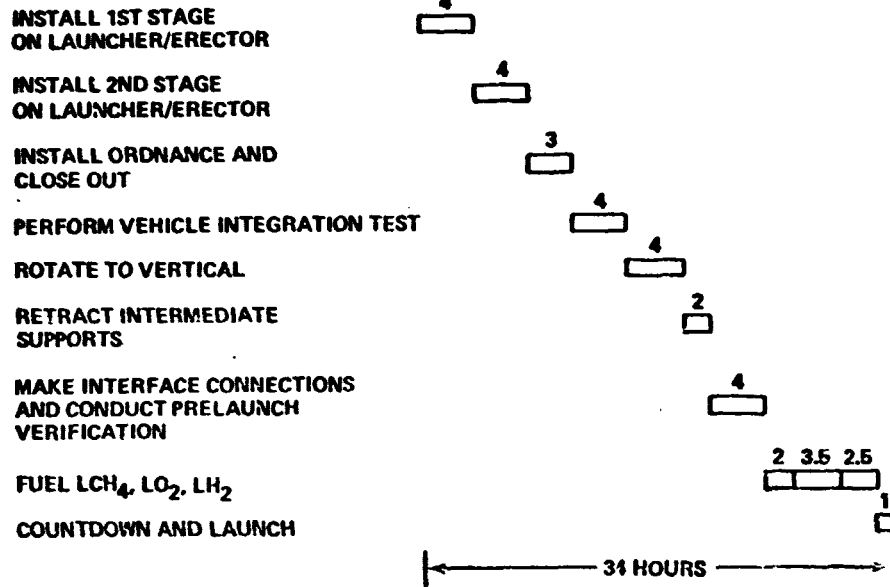 4
INSTALL 1ST STAGE
ON LAUNCHER/ERECTOR
4
INSTALL 2ND STAGE
ON LAUNCHER/ERECTOR
3
INSTALL ORDNANCE AND
CLOSE OUT
4
PERFORM VEHICLE INTEGRATION TEST
4
ROTATE TO VERTICAL
2
RETRACT INTERMEDIATE
SUPPORTS
4
MAKE INTERFACE CONNECTIONS
AND CONDUCT PRELAUNCH
VERIFICATION
2 3.5 2.5
FUEL LCH₄, LO₂, LH₂
1
COUNTDOWN AND LAUNCH
34 HOURS